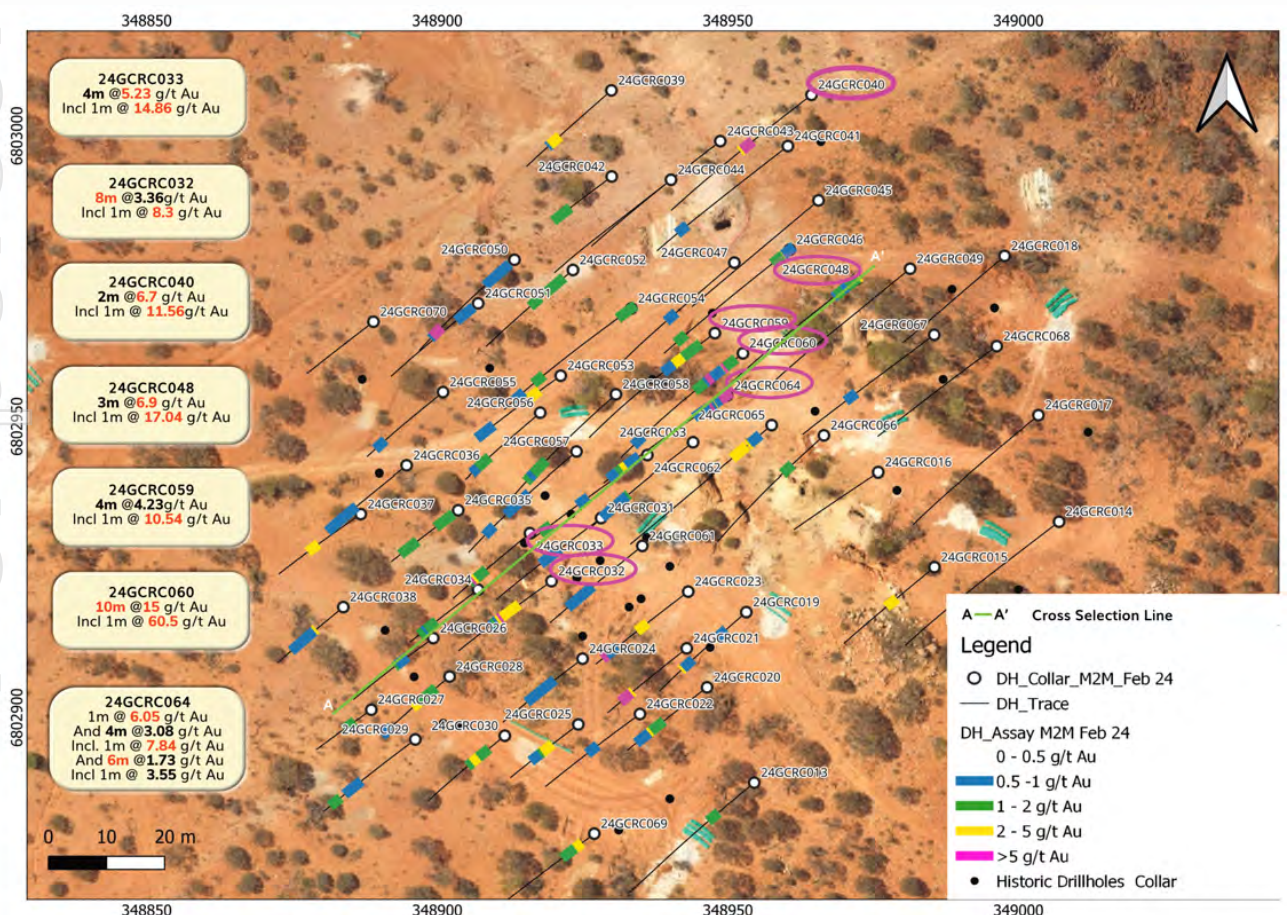 348850 348900 348950 349000
6803000
6802950
6802900
24GCRC033
4m @5.23 g/t Au
Incl 1m @ 14.86 g/t Au
24GCRC032
8m @3.36g/t Au
Incl 1m @ 8.3 g/t Au
24GCRC040
2m @6.7 g/t Au
Incl 1m @ 11.56g/t Au
24GCRC048
3m @6.9 g/t Au
Incl 1m @ 17.04 g/t Au
24GCRC059
4m @4.23g/t Au
Incl 1m @ 10.54 g/t Au
24GCRC060
10m @15 g/t Au
Incl 1m @ 60.5 g/t Au
24GCRC064
1m @ 6.05 g/t Au
And 4m @3.08 g/t Au
Incl. 1m @ 7.84 g/t Au
And 6m @1.73 g/t Au
Incl 1m @ 3.55 g/t Au
0 10 20 m
24GCRC039
24GCRC040
24GCRC043
24GCRC041
24GCRC042
24GCRC044
24GCRC045
24GCRC050
24GCRC052
24GCRC047
24GCRC046
24GCRC048
A'
24GCRC049
24GCRC018
24GCRC051
24GCRC070
24GCRC054
24GCRC059
24GCRC060
24GCRC067
24GCRC068
24GCRC053
24GCRC055
24GCRC058
24GCRC064
24GCRC056
24GCRC065
24GCRC017
24GCRC057
24GCRC063
24GCRC066
24GCRC036
24GCRC062
24GCRC016
24GCRC037
24GCRC035
24GCRC031
24GCRC014
24GCRC033
24GCRC061
24GCRC032
24GCRC015
24GCRC034
24GCRC023
24GCRC038
24GCRC019
24GCRC026
24GCRC021
24GCRC024
24GCRC028
24GCRC020
A
24GCRC027
24GCRC022
24GCRC025
24GCRC030
24GCRC029
24GCRC013
24GCRC069
A A' Cross Selection Line
Legend
DH_Collar_M2M_Feb 24
DH_Trace
DH_Assay M2M Feb 24
0 - 0.5 g/t Au
0.5 -1 g/t Au
1 - 2 g/t Au
2 - 5 g/t Au
>5 g/t Au
Historic Drillholes Collar
348850 348900 348950 349000